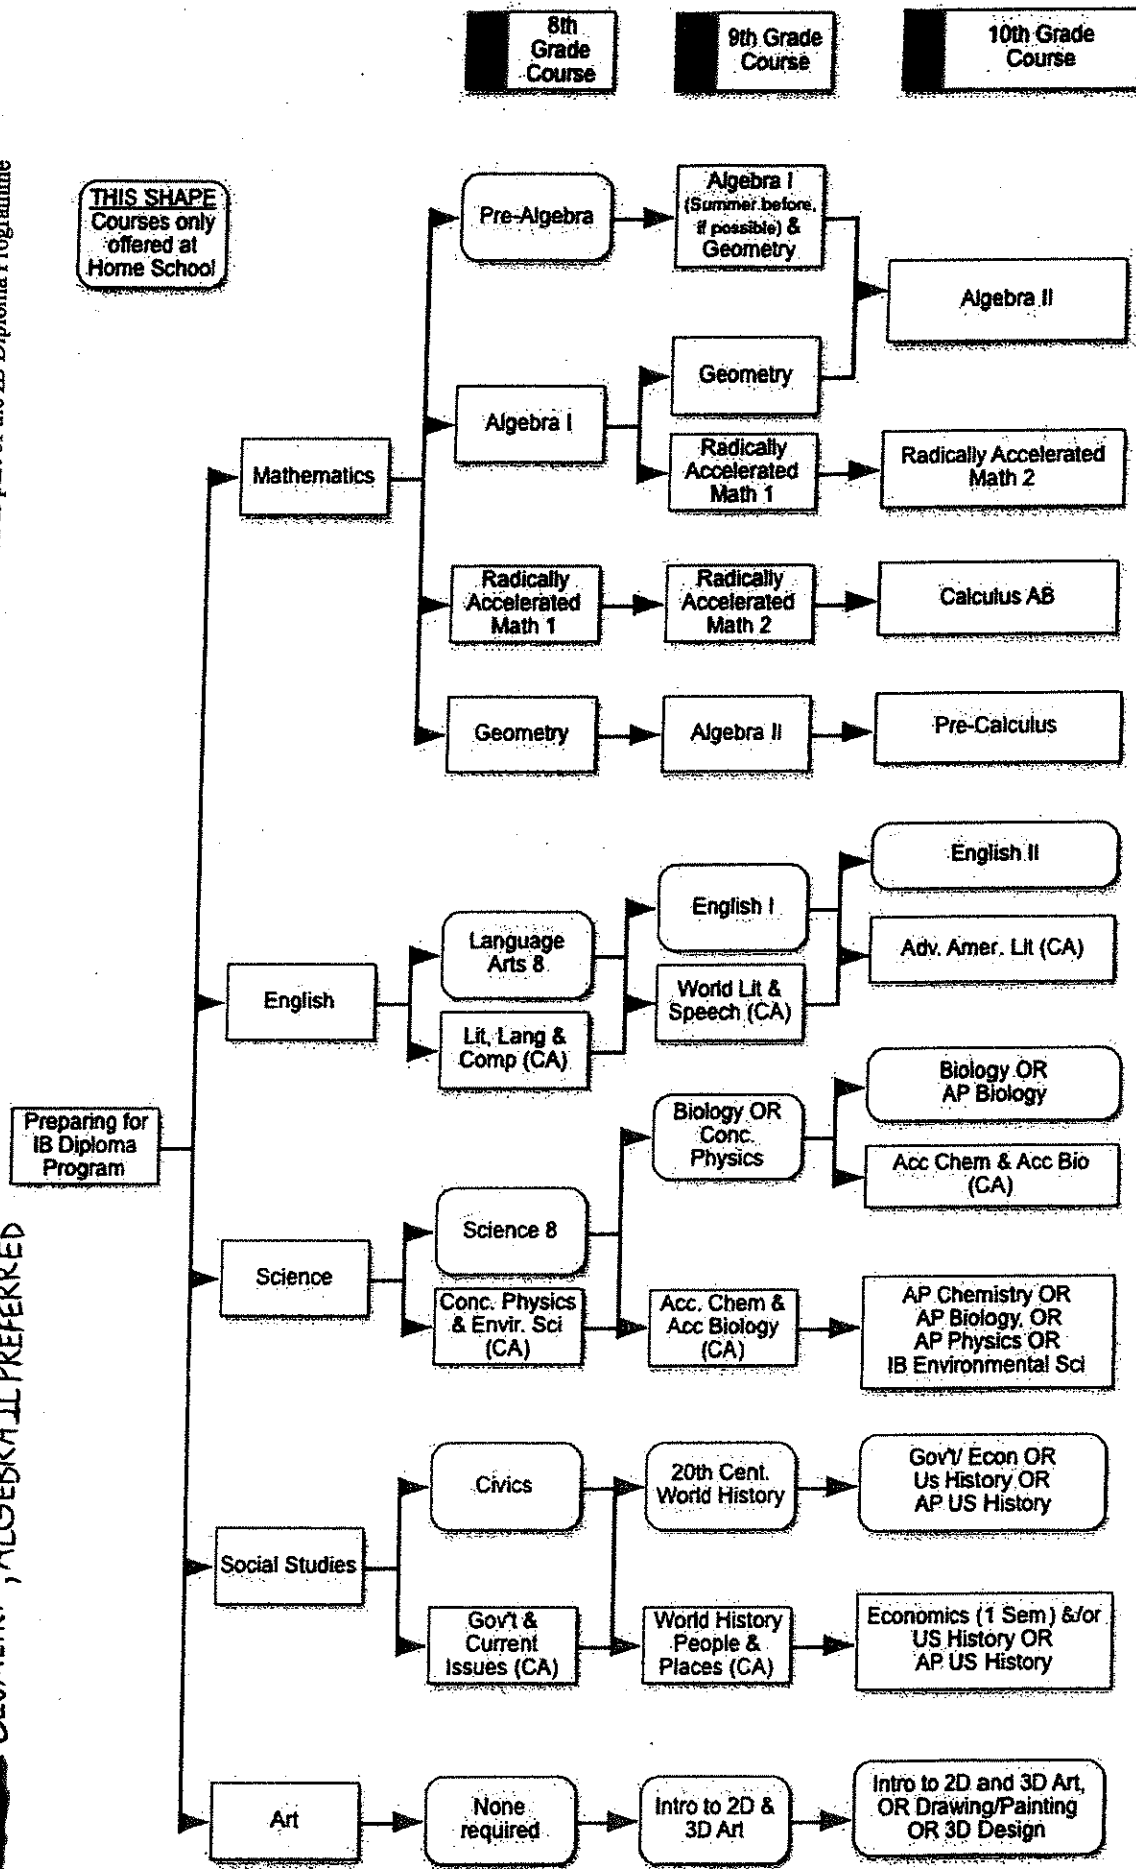 8th
Grade
Course
9th Grade
Course
10th Grade
Course
THIS SHAPE
Courses only
offered at
Home School
Pre-Algebra
Algebra I
(Summer before,
if possible) &
Geometry
Algebra II
Geometry
Algebra I
Radically
Accelerated
Math 1
Radically Accelerated
Math 2
Mathematics
Radically
Accelerated
Math 1
Radically
Accelerated
Math 2
Calculus AB
Geometry
Algebra II
Pre-Calculus
English II
English I
Language
Arts 8
Adv. Amer. Lit (CA)
English
World Lit &
Speech (CA)
Lit, Lang &
Comp (CA)
Biology OR
AP Biology
Preparing for
IB Diploma
Program
Biology OR
Conc.
Physics
Acc Chem & Acc Bio
(CA)
Science 8
Science
Conc. Physics
& Envir. Sci
(CA)
Acc. Chem &
Acc Biology
(CA)
AP Chemistry OR
AP Biology, OR
AP Physics OR
IB Environmental Sci
Civics
20th Cent.
World History
Gov't/ Econ OR
Us History OR
AP US History
Social Studies
Gov't &
Current
Issues (CA)
World History
People &
Places (CA)
Economics (1 Sem) &/or
US History OR
AP US History
Art
None
required
Intro to 2D &
3D Art
Intro to 2D and 3D Art,
OR Drawing/Painting
OR 3D Design
the IB Diploma Programme
, ALGEBRA II PREFERRED